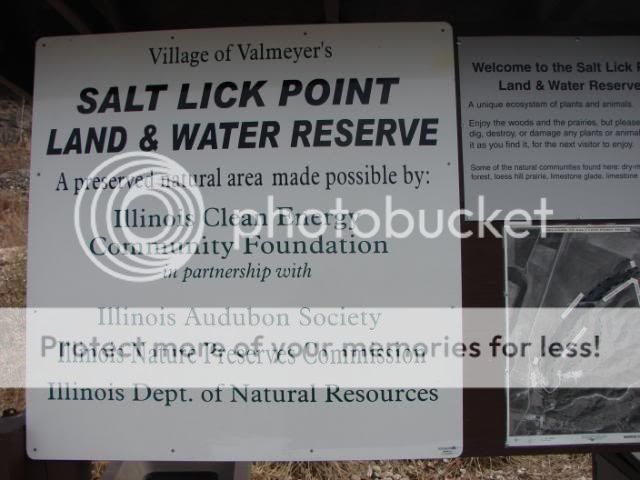 Village of Valmeyer's
SALT LICK POINT
LAND & WATER RESERVE
A preserved natural area made possible by:
Illinois Clean Energy
Community Foundation
in partnership with
Illinois Audubon Society
Illinois Nature Preserves Commission
Illinois Dept. of Natural Resources
Welcome to the Salt Lick P
Land & Water Reserve
A unique ecosystem of plants and animals.
Enjoy the woods and the prairies, but please
dig, destroy, or damage any plants or anima
it as you find it, for the next visitor to enjoy.
Some of the natural communities found here: dry-m
forest, loess hill prairie, limestone glade, limestone
photobucket
Protect more of your memories for less!